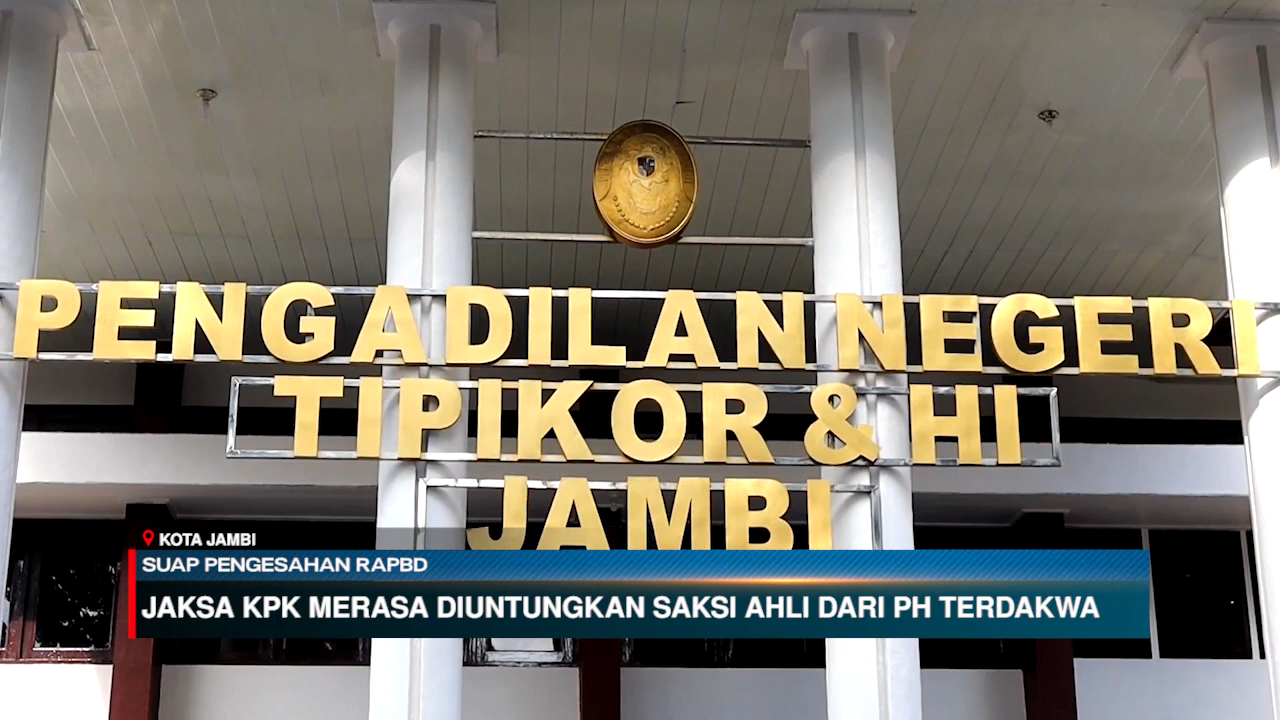 PENGADILAN NEGERI
TIPIKOR & HI
JAMBI
KOTA JAMBI
SUAP PENGESAHAN RAPBD
JAKSA KPK MERASA DIUNTUNGKAN SAKSI AHLI DARI PH TERDAKWA